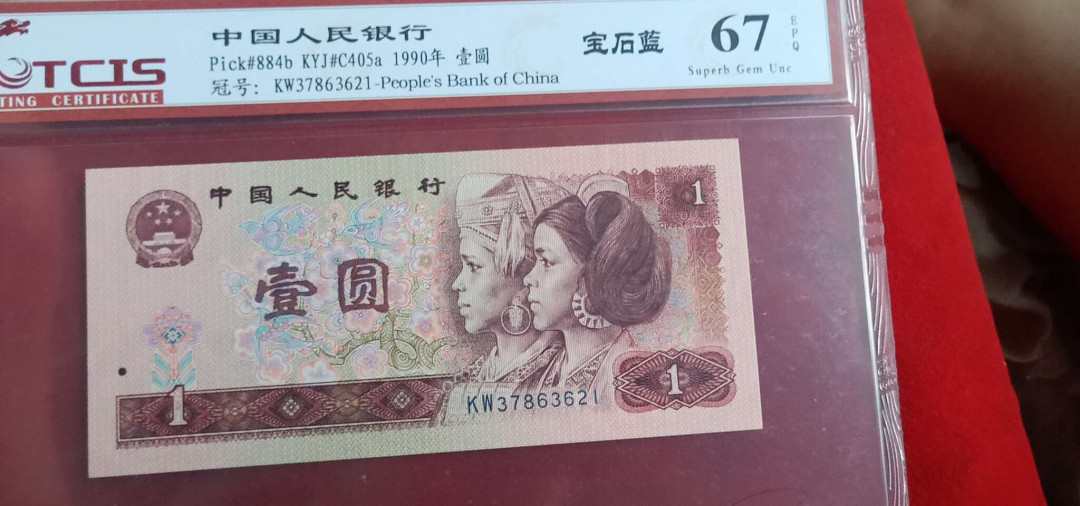 中国人民银行
Pick#884b KYJ#C405a 1990年 壹圆
冠号: KW37863621-People's Bank of China
宝石蓝
67
EPQ
Superb Gem Unc
TCIS
TING CERTIFICATE
中国人民银行
1
壹圆
1
KW37863621
1